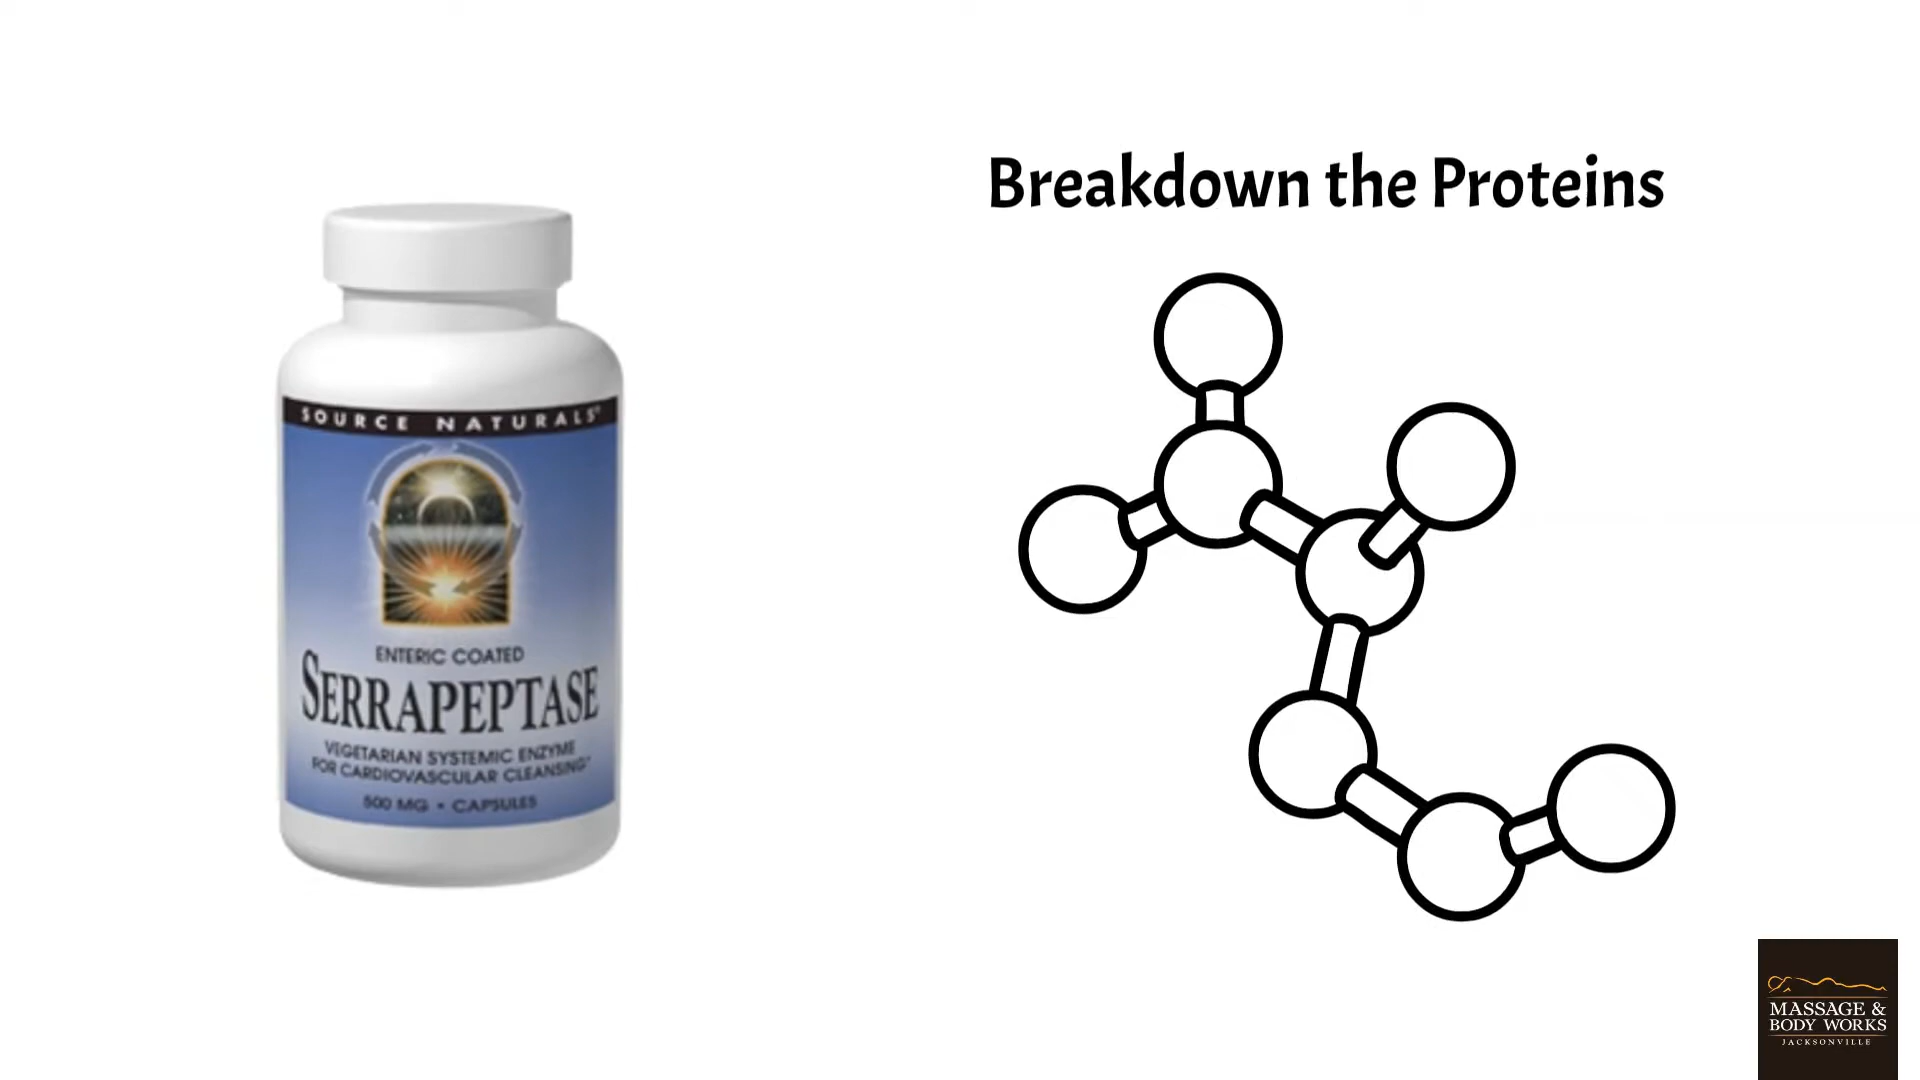 Breakdown the Proteins
SOURCE NATURALS®
ENTERIC COATED
SERRAPEPTASE
VEGETARIAN SYSTEMIC ENZYME
FOR CARDIOVASCULAR CLEANSING*
500 MG • CAPSULES
MASSAGE &
BODY WORKS
JACKSONVILLE